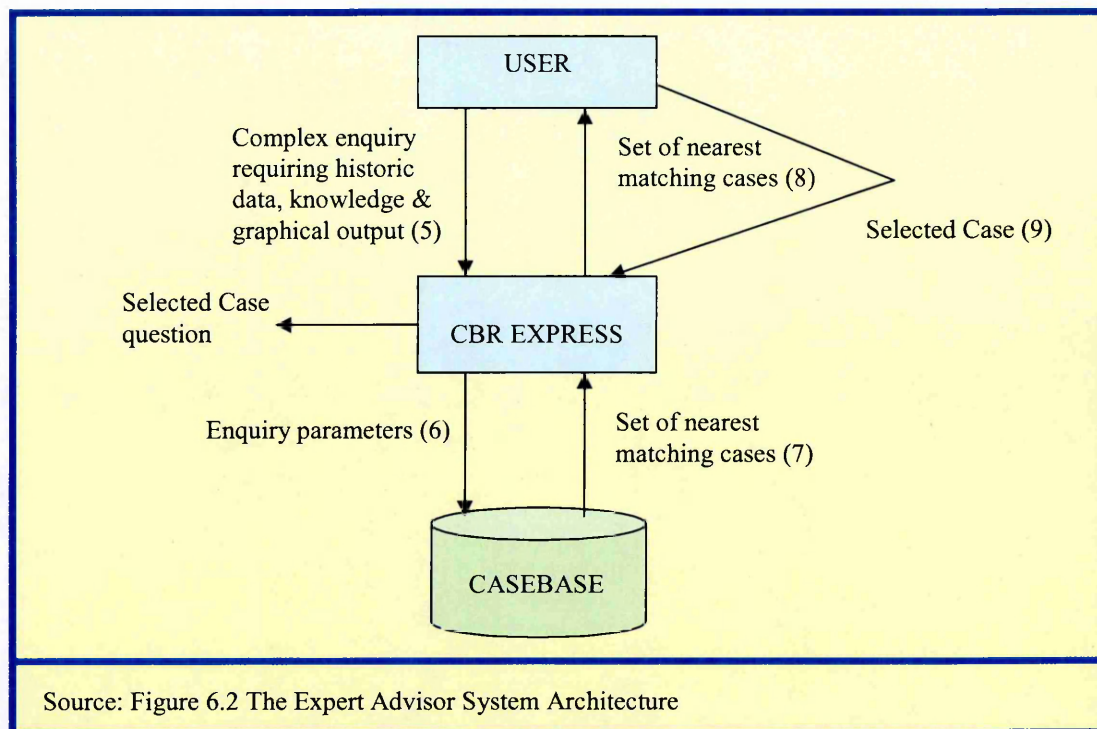 USER
Complex enquiry
requiring historic
data, knowledge &
graphical output (5)
Set of nearest
matching cases (8)
Selected Case (9)
Selected Case
question
CBR EXPRESS
Enquiry parameters (6)
Set of nearest
matching cases (7)
CASEBASE
Source: Figure 6.2 The Expert Advisor System Architecture